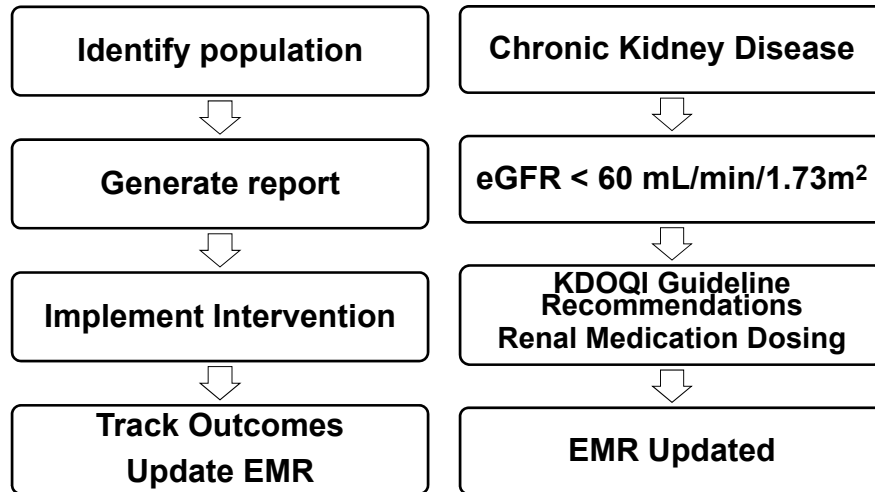 Identify population
Generate report
Implement Intervention
Track Outcomes
Update EMR
Chronic Kidney Disease
eGFR < 60 mL/min/1.73m²
KDOQI Guideline
Recommendations
Renal Medication Dosing
EMR Updated